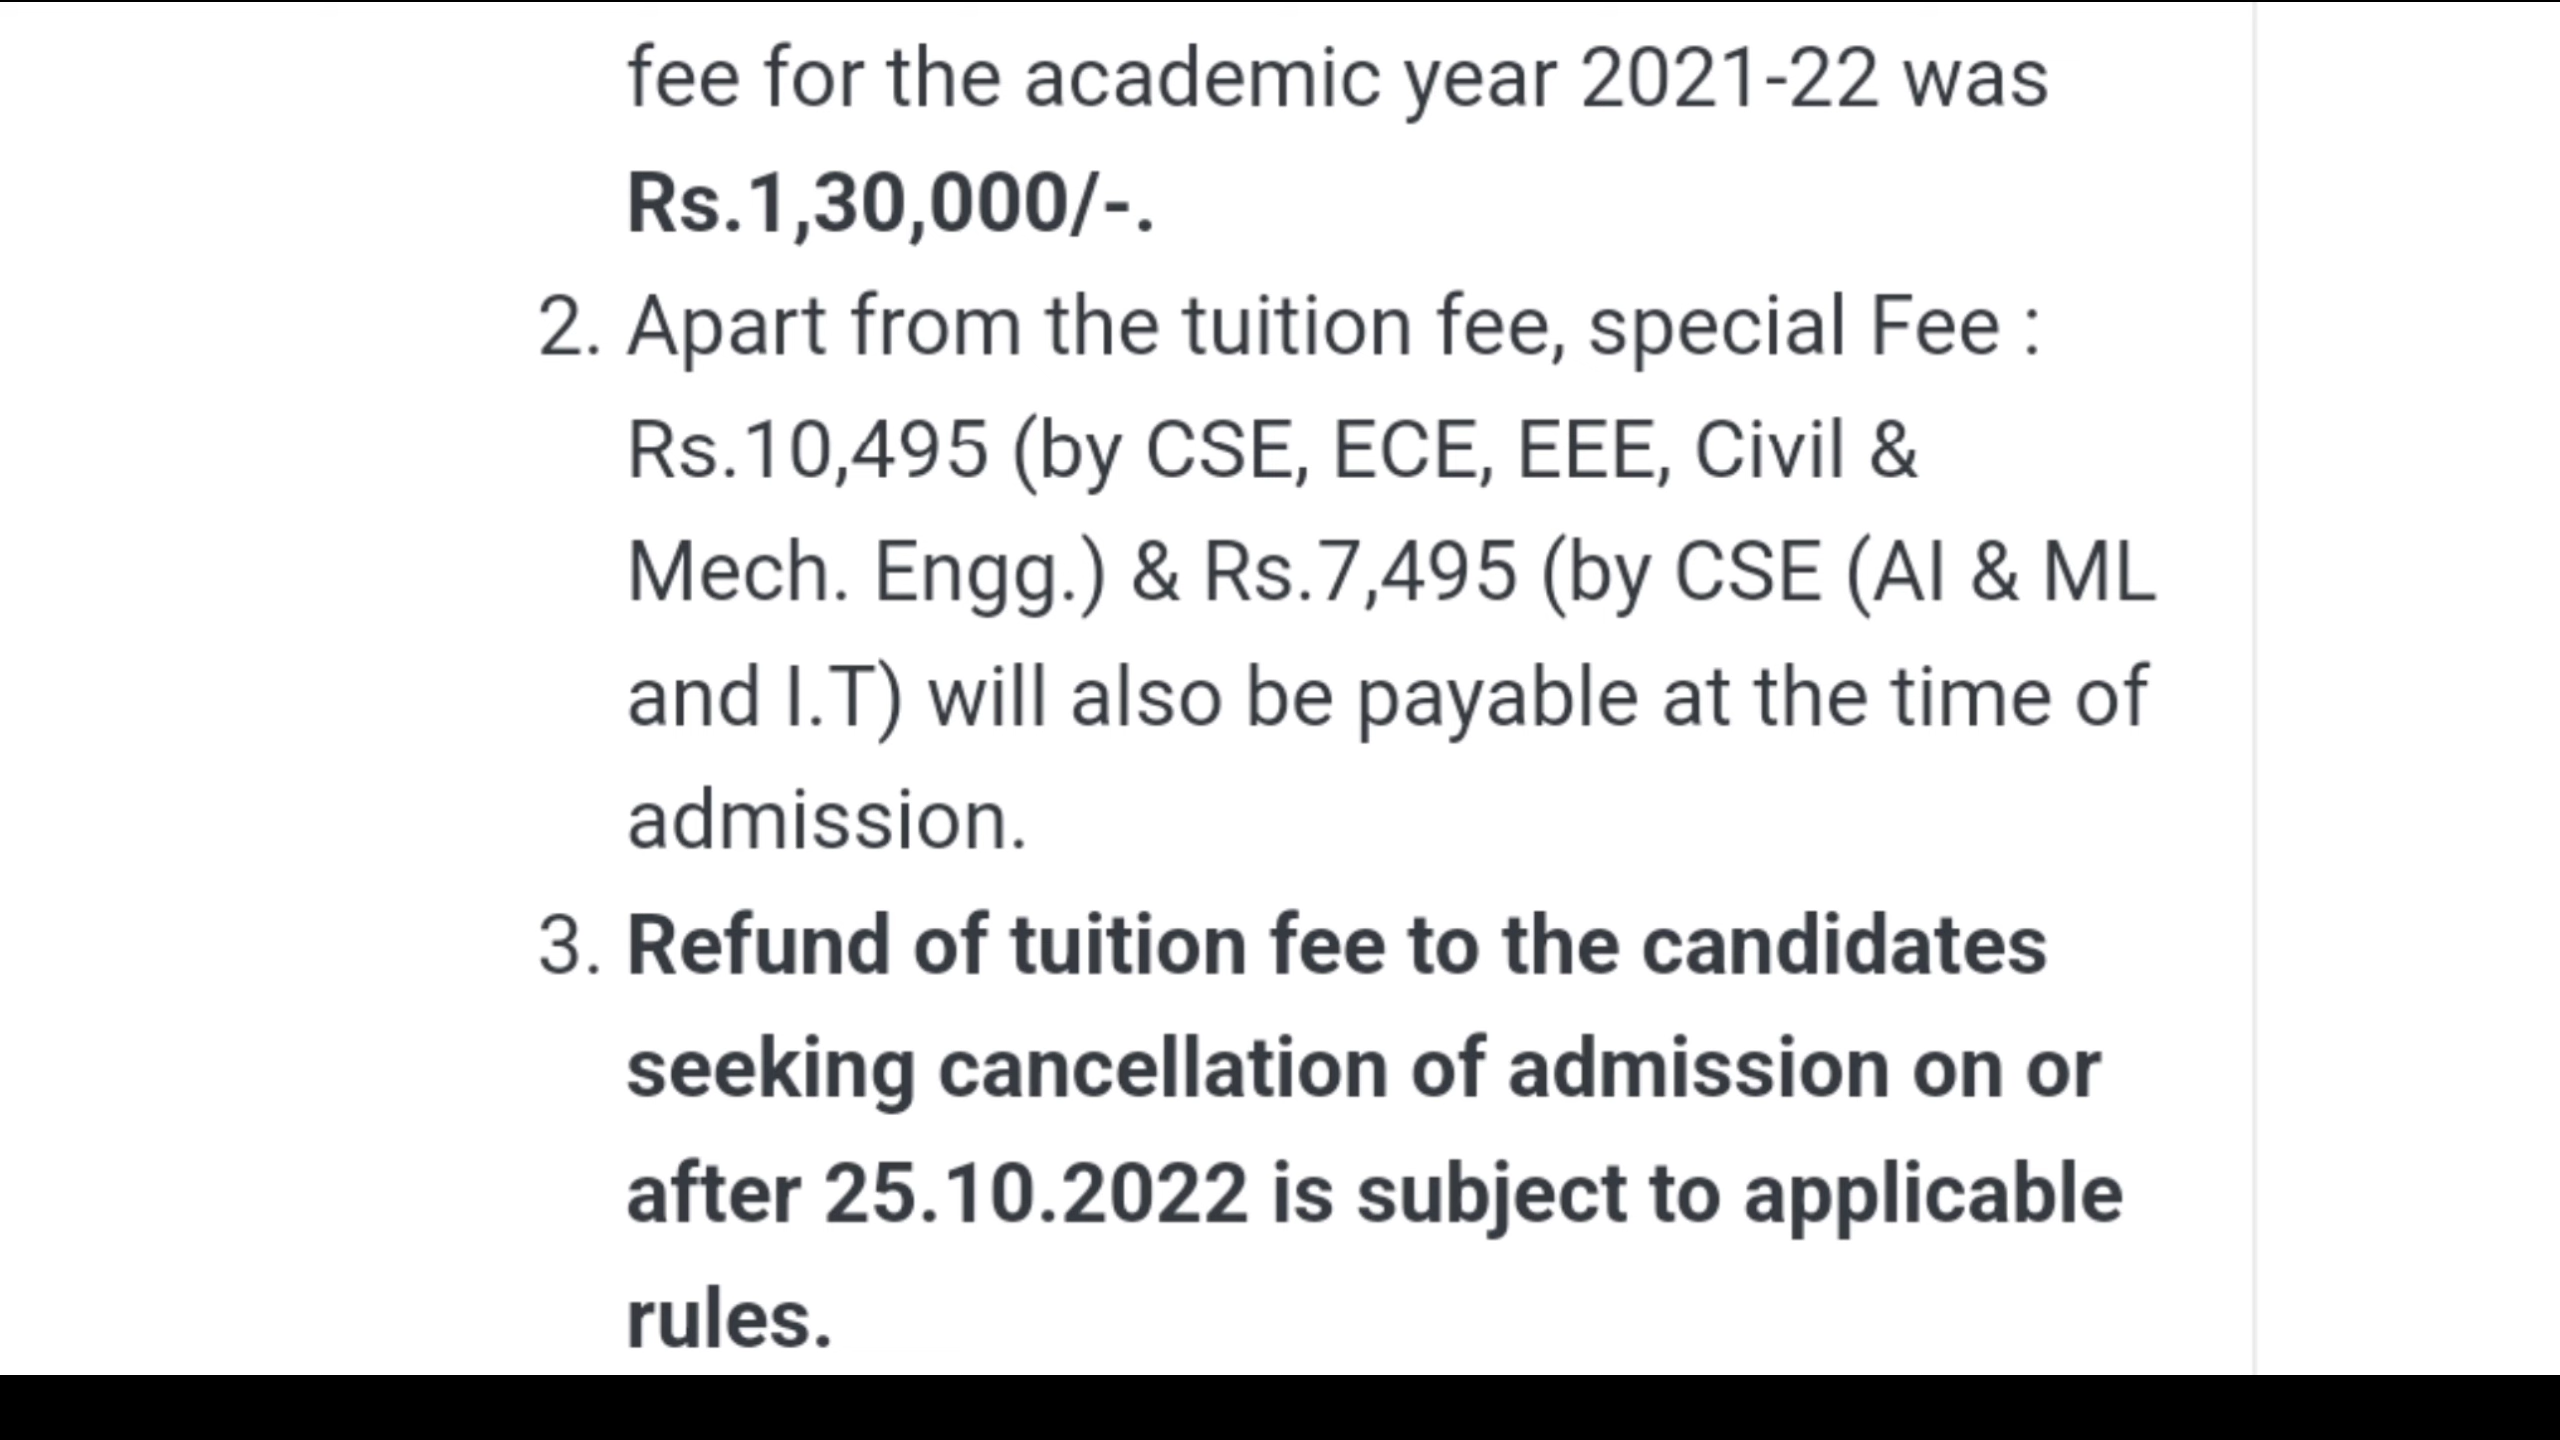 fee for the academic year 2021-22 was
Rs.1,30,000/-.
2. Apart from the tuition fee, special Fee :
Rs.10,495 (by CSE, ECE, EEE, Civil &
Mech. Engg.) & Rs.7,495 (by CSE (AI & ML
and I.T) will also be payable at the time of
admission.
3. Refund of tuition fee to the candidates
seeking cancellation of admission on or
after 25.10.2022 is subject to applicable
rules.